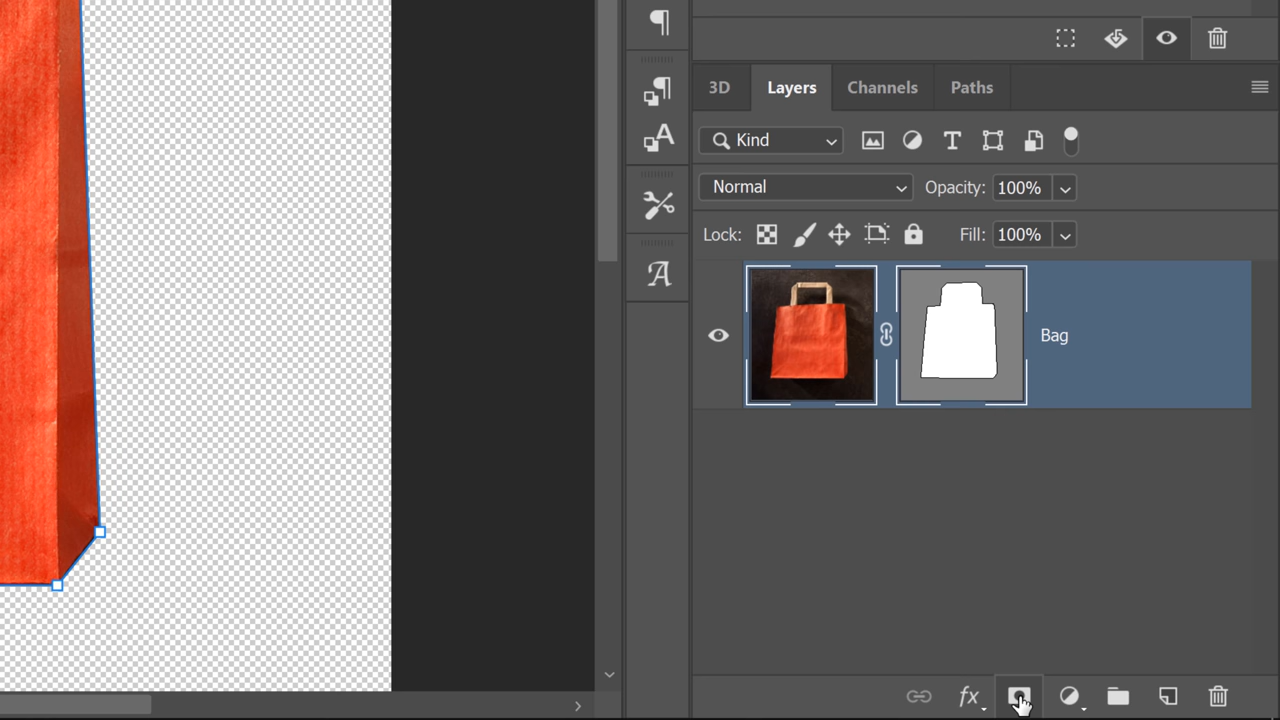 3D Layers Channels Paths
Kind
Normal Opacity: 100%
Lock: Fill: 100%
Bag
fx